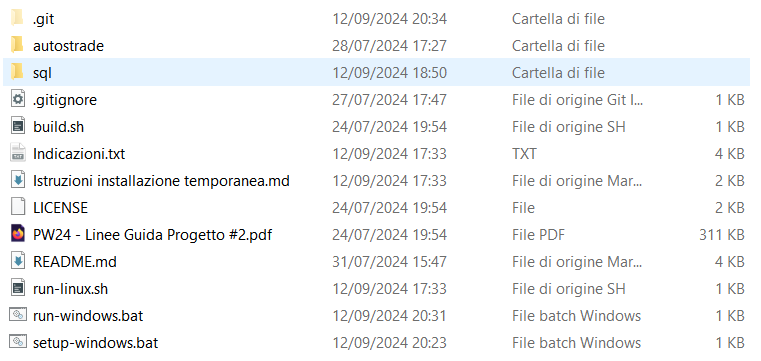 .git 12/09/2024 20:34 Cartella di file
autostrade 28/07/2024 17:27 Cartella di file
sql 12/09/2024 18:50 Cartella di file
.gitignore 27/07/2024 17:47 File di origine Git I... 1 KB
build.sh 24/07/2024 19:54 File di origine SH 1 KB
Indicazioni.txt 12/09/2024 17:33 TXT 4 KB
Istruzioni installazione temporanea.md 12/09/2024 17:33 File di origine Mar... 2 KB
LICENSE 24/07/2024 19:54 File 2 KB
PW24 - Linee Guida Progetto #2.pdf 24/07/2024 19:54 File PDF 311 KB
README.md 31/07/2024 15:47 File di origine Mar... 4 KB
run-linux.sh 12/09/2024 17:33 File di origine SH 1 KB
run-windows.bat 12/09/2024 20:31 File batch Windows 1 KB
setup-windows.bat 12/09/2024 20:23 File batch Windows 1 KB